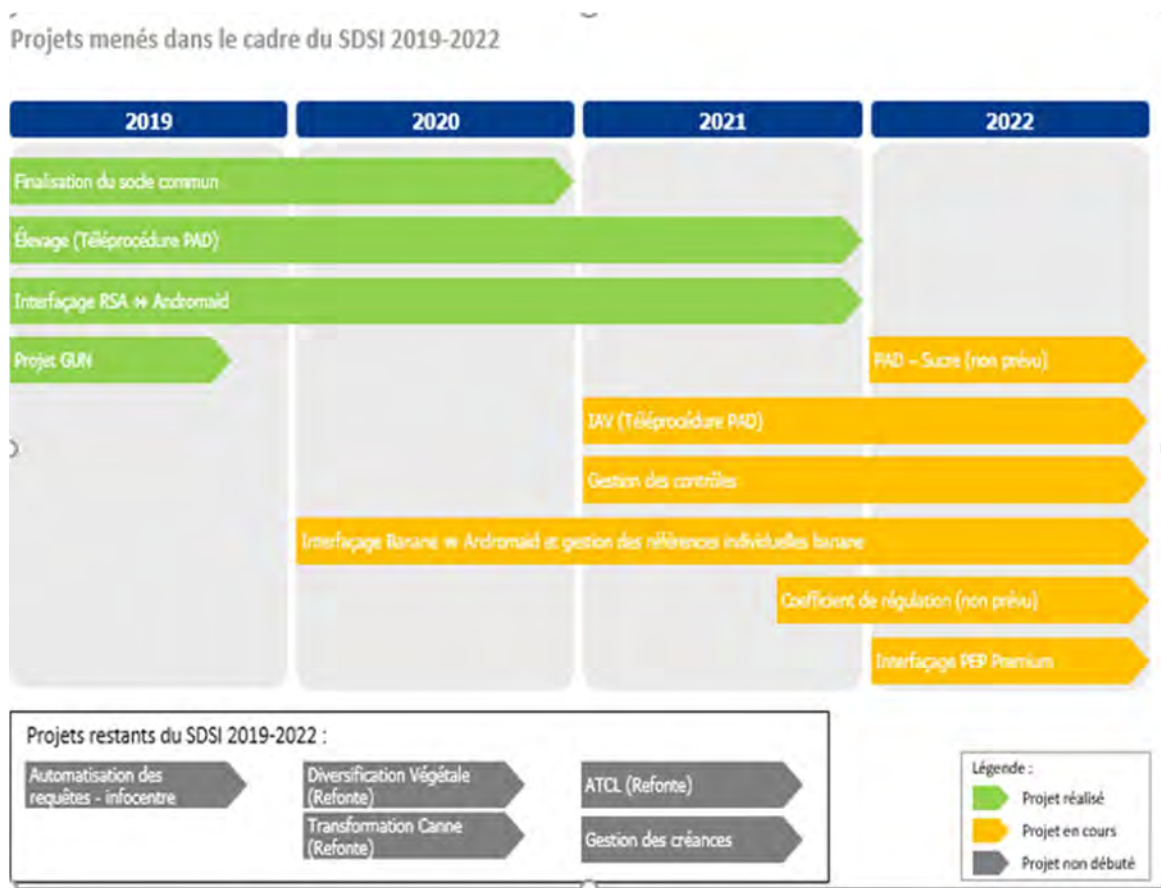 Projets menés dans le cadre du SDSI 2019-2022
2019
2020
2021
2022
Finalisation du socle commun
Élevage (Téléprocédure PAD)
Interfaçage RSA ↔ Andromaid
Projet GUN
PAD – Sucre (non prévu)
IAV (Téléprocédure PAD)
Gestion des contrôles
Interfaçage Banane ↔ Andromaid et gestion des références individuelles banane
Coefficient de régulation (non prévu)
Interfaçage PEP Premium
Projets restants du SDSI 2019-2022 :
Automatisation des
requêtes - infocentre
Diversification Végétale
(Refonte)
Transformation Canne
(Refonte)
ATCL (Refonte)
Gestion des créances
Légende :
Projet réalisé
Projet en cours
Projet non débuté